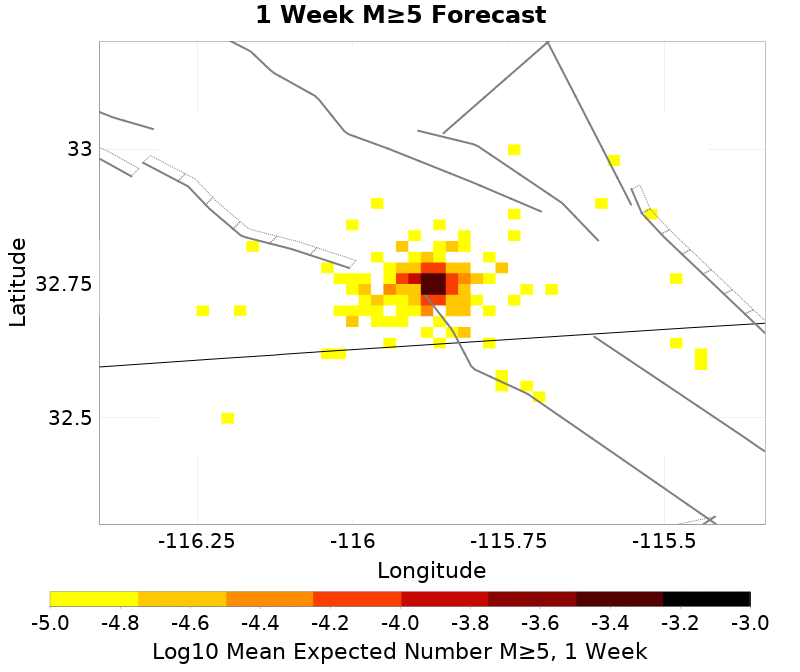 1 Week M≥5 Forecast
33
32.75
32.5
Latitude
-116.25 -116 -115.75 -115.5
Longitude
-5.0 -4.8 -4.6 -4.4 -4.2 -4.0 -3.8 -3.6 -3.4 -3.2 -3.0
Log10 Mean Expected Number M≥5, 1 Week